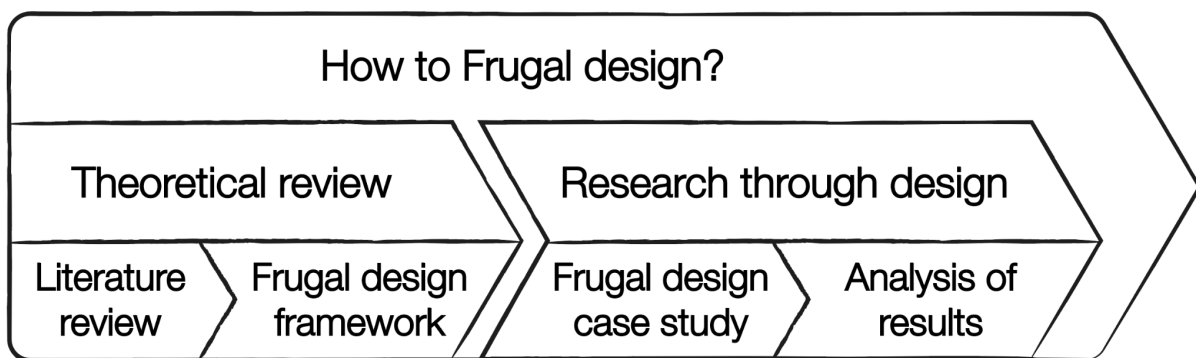 How to Frugal design?
Theoretical review
Research through design
Literature
review
Frugal design
framework
Frugal design
case study
Analysis of
results